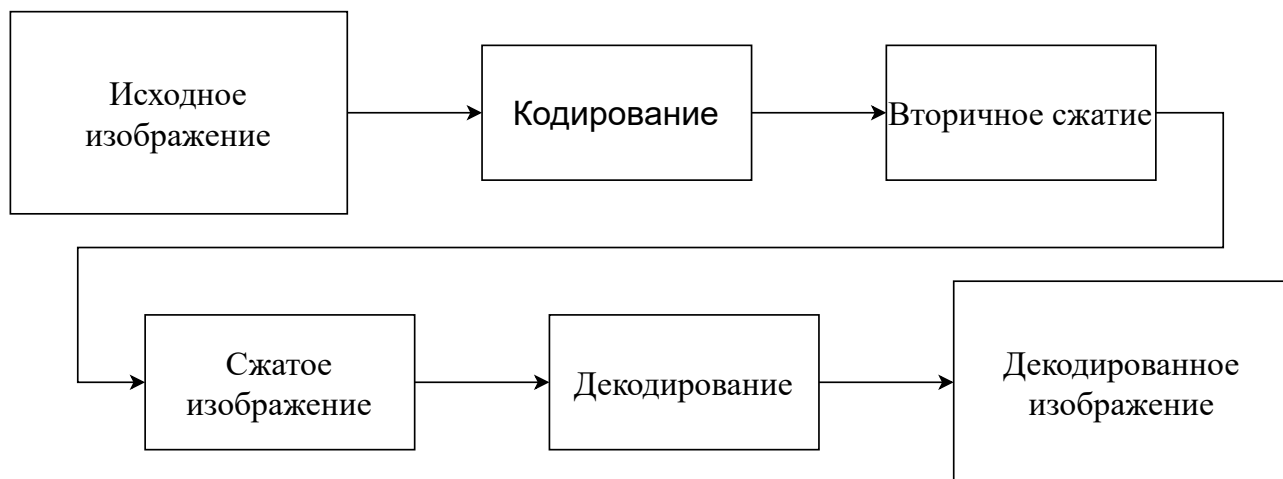 Исходное
изображение
Кодирование
Вторичное сжатие
Сжатое
изображение
Декодирование
Декодированное
изображение